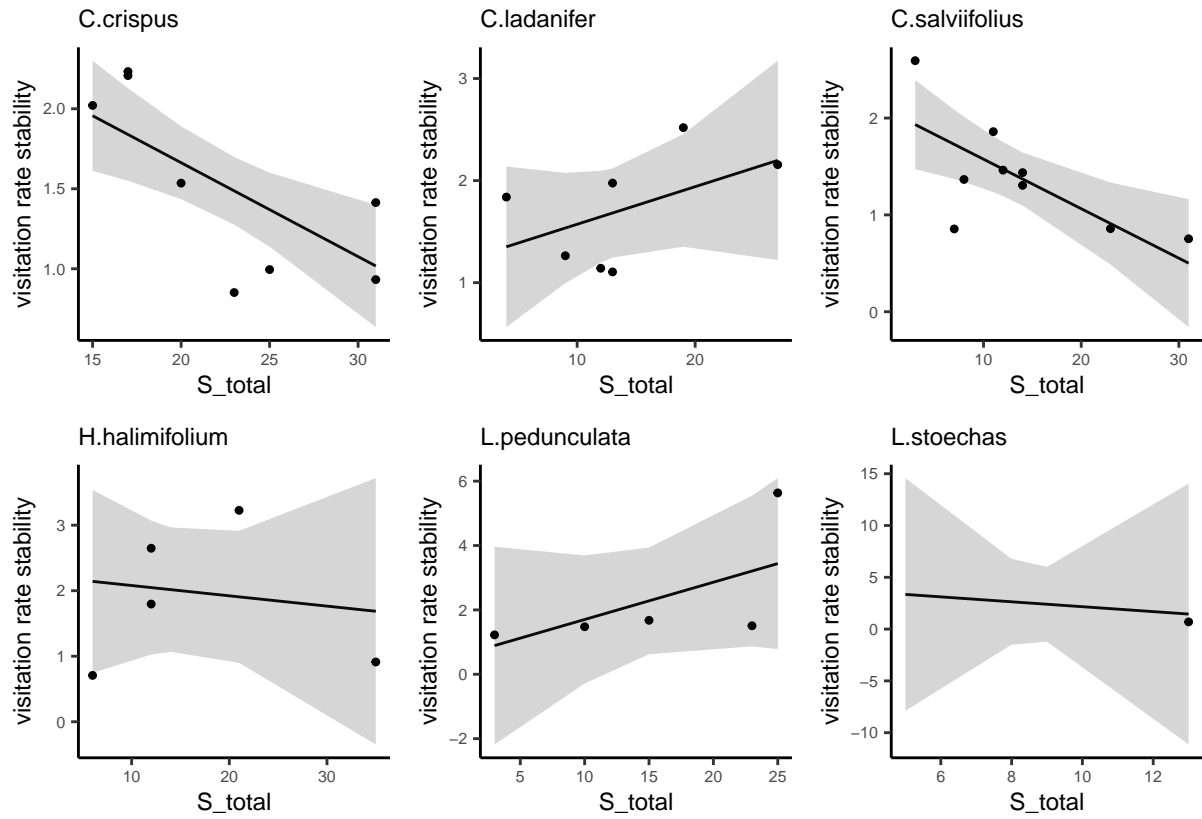 C.crispus
C.ladanifer
C.salviifolius
visitation rate stability
2.0
1.5
1.0
15
20
25
30
S_total
visitation rate stability
3
2
1
10
20
S_total
visitation rate stability
2
1
0
10
20
30
S_total
H.halimifolium
L.pedunculata
L.stoechas
visitation rate stability
3
2
1
0
10
20
30
S_total
visitation rate stability
6
4
2
0
−2
5
10
15
20
25
S_total
visitation rate stability
15
10
5
0
−5
−10
6
8
10
12
S_total